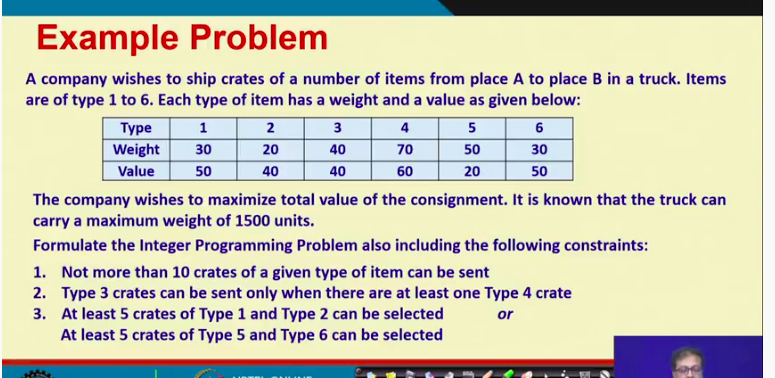 Example Problem
A company wishes to ship crates of a number of items from place A to place B in a truck. Items
are of type 1 to 6. Each type of item has a weight and a value as given below:
Type 1 2 3 4 5 6
Weight 30 20 40 70 50 30
Value 50 40 40 60 20 50
The company wishes to maximize total value of the consignment. It is known that the truck can
carry a maximum weight of 1500 units.
Formulate the Integer Programming Problem also including the following constraints:
1. Not more than 10 crates of a given type of item can be sent
2. Type 3 crates can be sent only when there are at least one Type 4 crate
3. At least 5 crates of Type 1 and Type 2 can be selected or
At least 5 crates of Type 5 and Type 6 can be selected